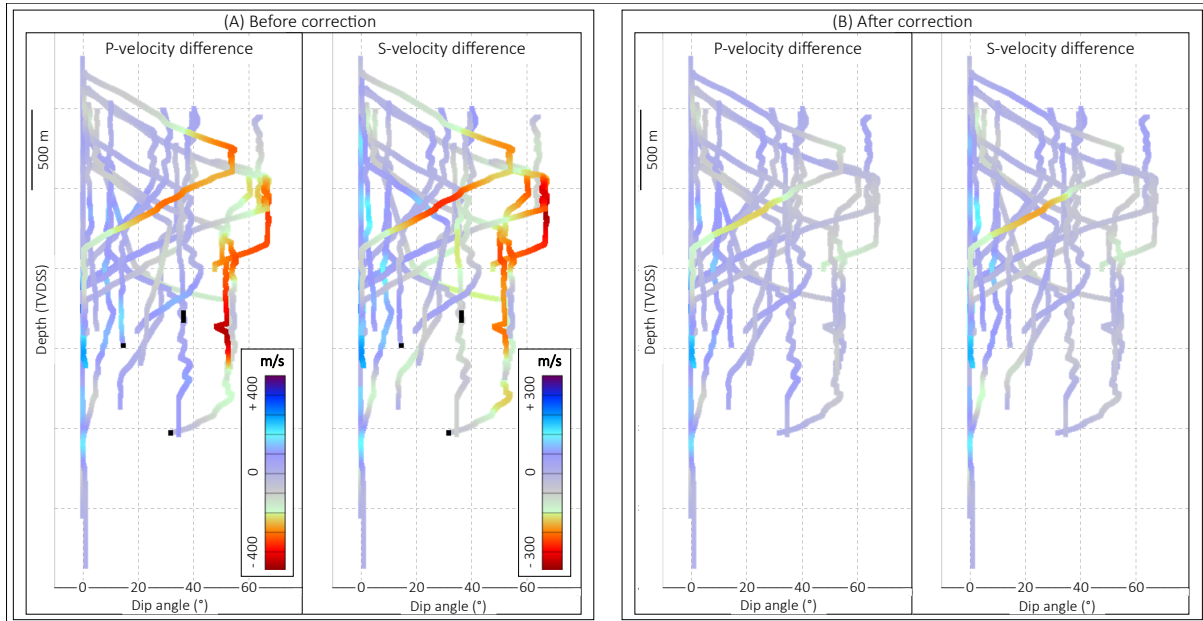 (A) Before correction
P-velocity difference
S-velocity difference
500 m
Depth (TVDSS)
m/s
+ 400
0
- 400
m/s
+ 300
0
- 300
0
20
40
60
0
20
40
60
Dip angle (°)
Dip angle (°)
(B) After correction
P-velocity difference
S-velocity difference
500 m
Depth (TVDSS)
0
20
40
60
0
20
40
60
Dip angle (°)
Dip angle (°)